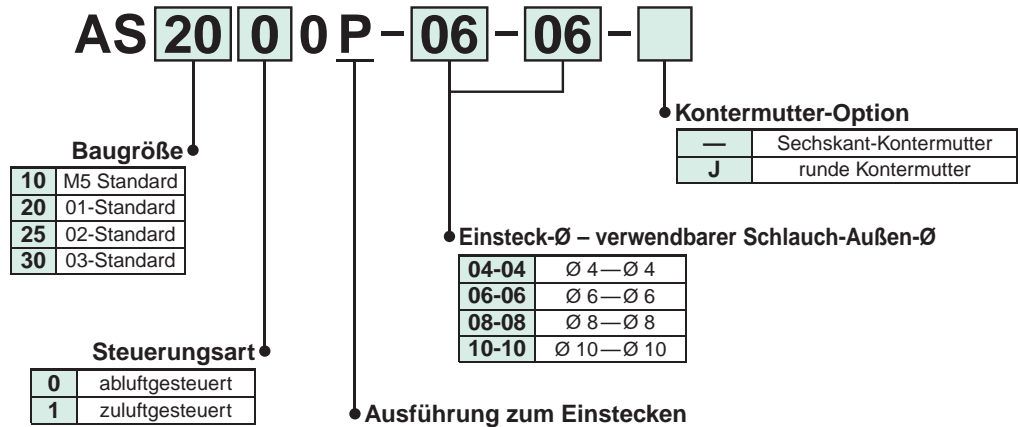 AS 20 0 0 P – 06 – 06 –
Kontermutter-Option
— Sechskant-Kontermutter
J runde Kontermutter
Baugröße
10 M5 Standard
20 01-Standard
25 02-Standard
30 03-Standard
Einsteck-Ø – verwendbarer Schlauch-Außen-Ø
04-04 Ø 4—Ø 4
06-06 Ø 6—Ø 6
08-08 Ø 8—Ø 8
10-10 Ø 10—Ø 10
Steuerungsart
0 abluftgesteuert
1 zuluftgesteuert
Ausführung zum Einstecken